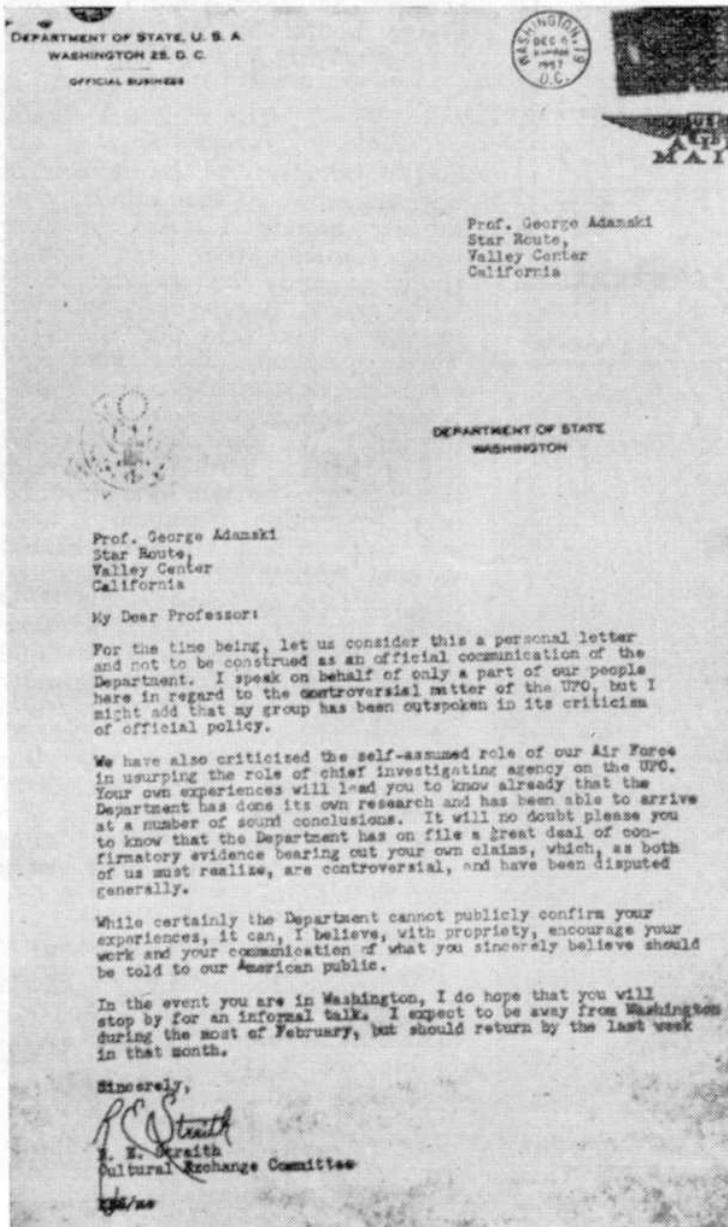 DEPARTMENT OF STATE, U. S. A.
WASHINGTON 25, D. C.
OFFICIAL BUSINESS
WASHINGTON, 19
DEC 6
1957
D.C.
AIR
MAI
Prof. George Adamski
Star Route,
Valley Center
California
DEPARTMENT OF STATE
WASHINGTON
Prof. George Adamski
Star Route,
Valley Center
California
My Dear Professor:
For the time being, let us consider this a personal letter
and not to be construed as an official communication of the
Department. I speak on behalf of only a part of our people
here in regard to the controversial matter of the UFO, but I
might add that my group has been outspoken in its criticism
of official policy.
We have also criticized the self-assumed role of our Air Force
in usurping the role of chief investigating agency on the UFO.
Your own experiences will lead you to know already that the
Department has done its own research and has been able to arrive
at a number of sound conclusions. It will no doubt please you
to know that the Department has on file a great deal of con-
firmatory evidence bearing out your own claims, which, as both
of us must realize, are controversial, and have been disputed
generally.
While certainly the Department cannot publicly confirm your
experiences, it can, I believe, with propriety, encourage your
work and your communication of what you sincerely believe should
be told to our American public.
In the event you are in Washington, I do hope that you will
stop by for an informal talk. I expect to be away from Washington
during the most of February, but should return by the last week
in that month.
Sincerely,
R E Straith
R. E. Straith
Cultural Exchange Committee